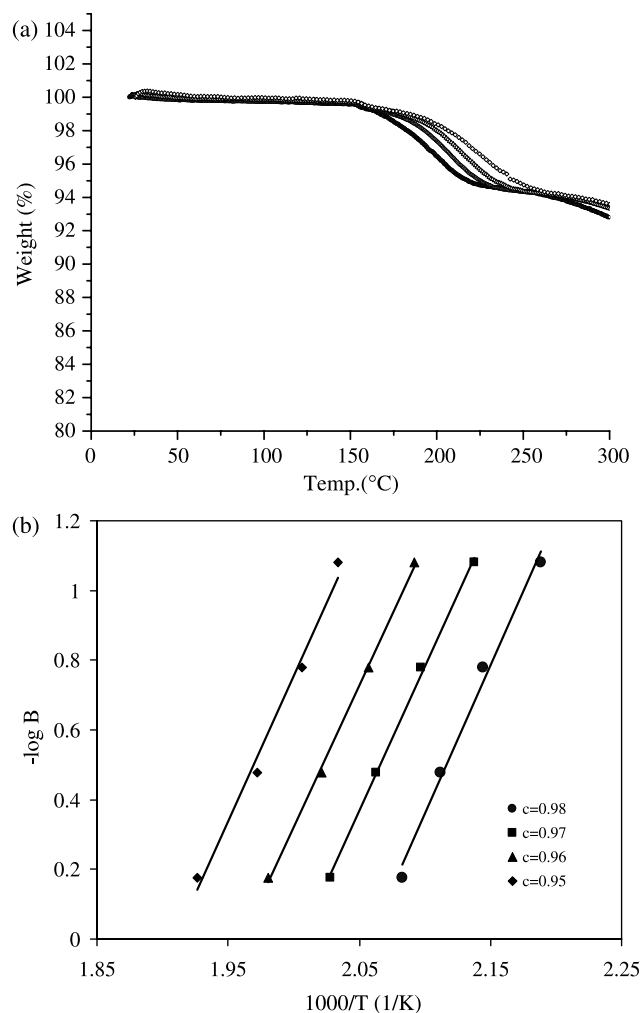 (a)
104
102
100
98
96
94
92
90
88
86
84
82
80
Weight (%)
0 50 100 150 200 250 300
Temp.(°C)
(b)
1.2
0.8
0.6
0.4
0.2
0
-log B
c=0.98
c=0.97
c=0.96
c=0.95
1.85 1.95 2.05 2.15 2.25
1000/T (1/K)